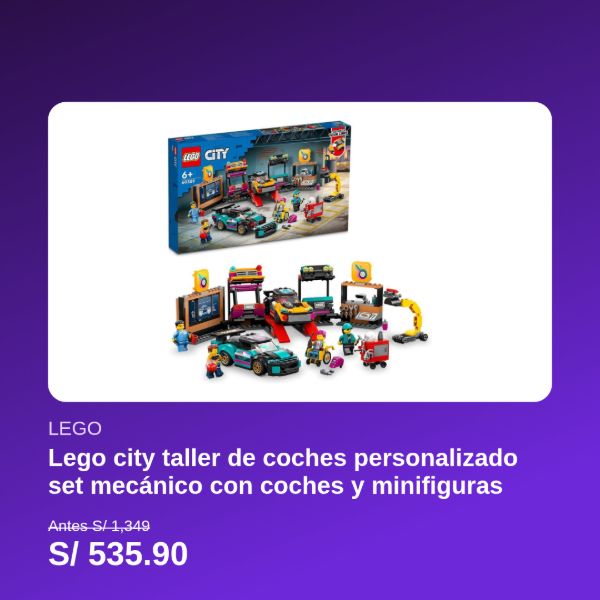 LEGO
CITY
6+
LEGO
Lego city taller de coches personalizado
set mecánico con coches y minifiguras
Antes S/ 1,349
S/ 535.90